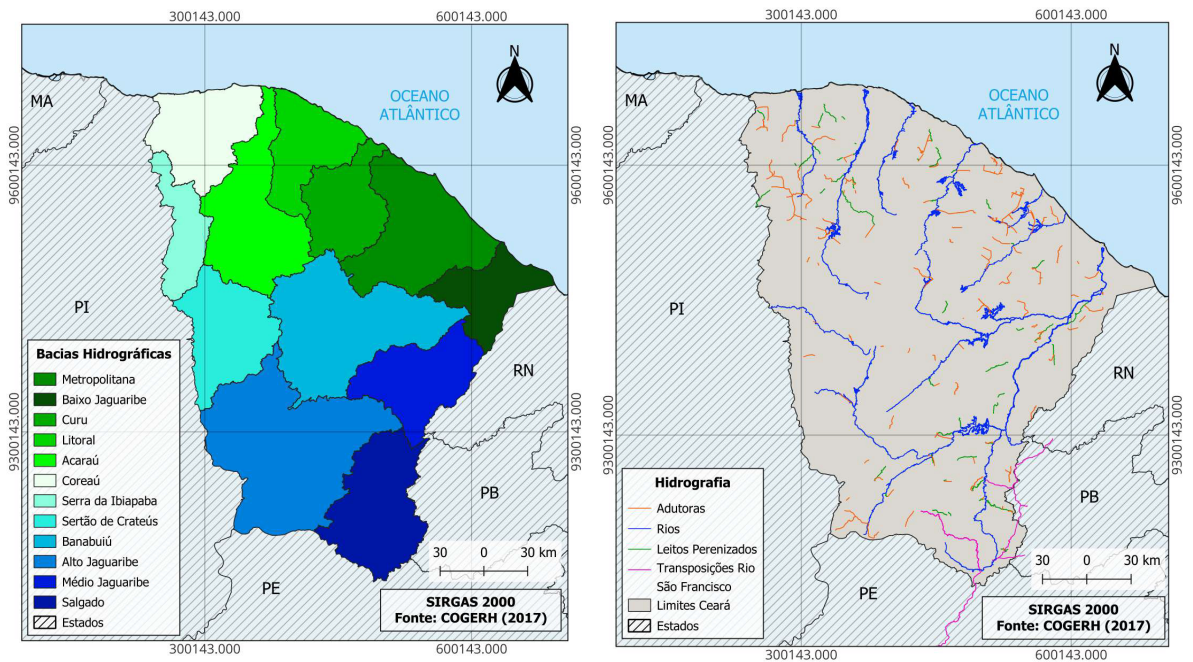 300143.000
600143.000
N
OCEANO
ATLÂNTICO
MA
9600143.000
9600143.000
PI
RN
9300143.000
9300143.000
PB
PE
Bacias Hidrográficas
Metropolitana
Baixo Jaguaribe
Curu
Litoral
Acaraú
Coreaú
Serra da Ibiapaba
Sertão de Crateús
Banabuiú
Alto Jaguaribe
Médio Jaguaribe
Salgado
Estados
30 0 30 km
SIRGAS 2000
Fonte: COGERH (2017)
300143.000
600143.000
300143.000
600143.000
N
OCEANO
ATLÂNTICO
MA
9600143.000
9600143.000
PI
RN
9300143.000
9300143.000
PB
PE
Hidrografia
Adutoras
Rios
Leitos Perenizados
Transposições Rio
São Francisco
Limites Ceará
Estados
30 0 30 km
SIRGAS 2000
Fonte: COGERH (2017)
300143.000
600143.000